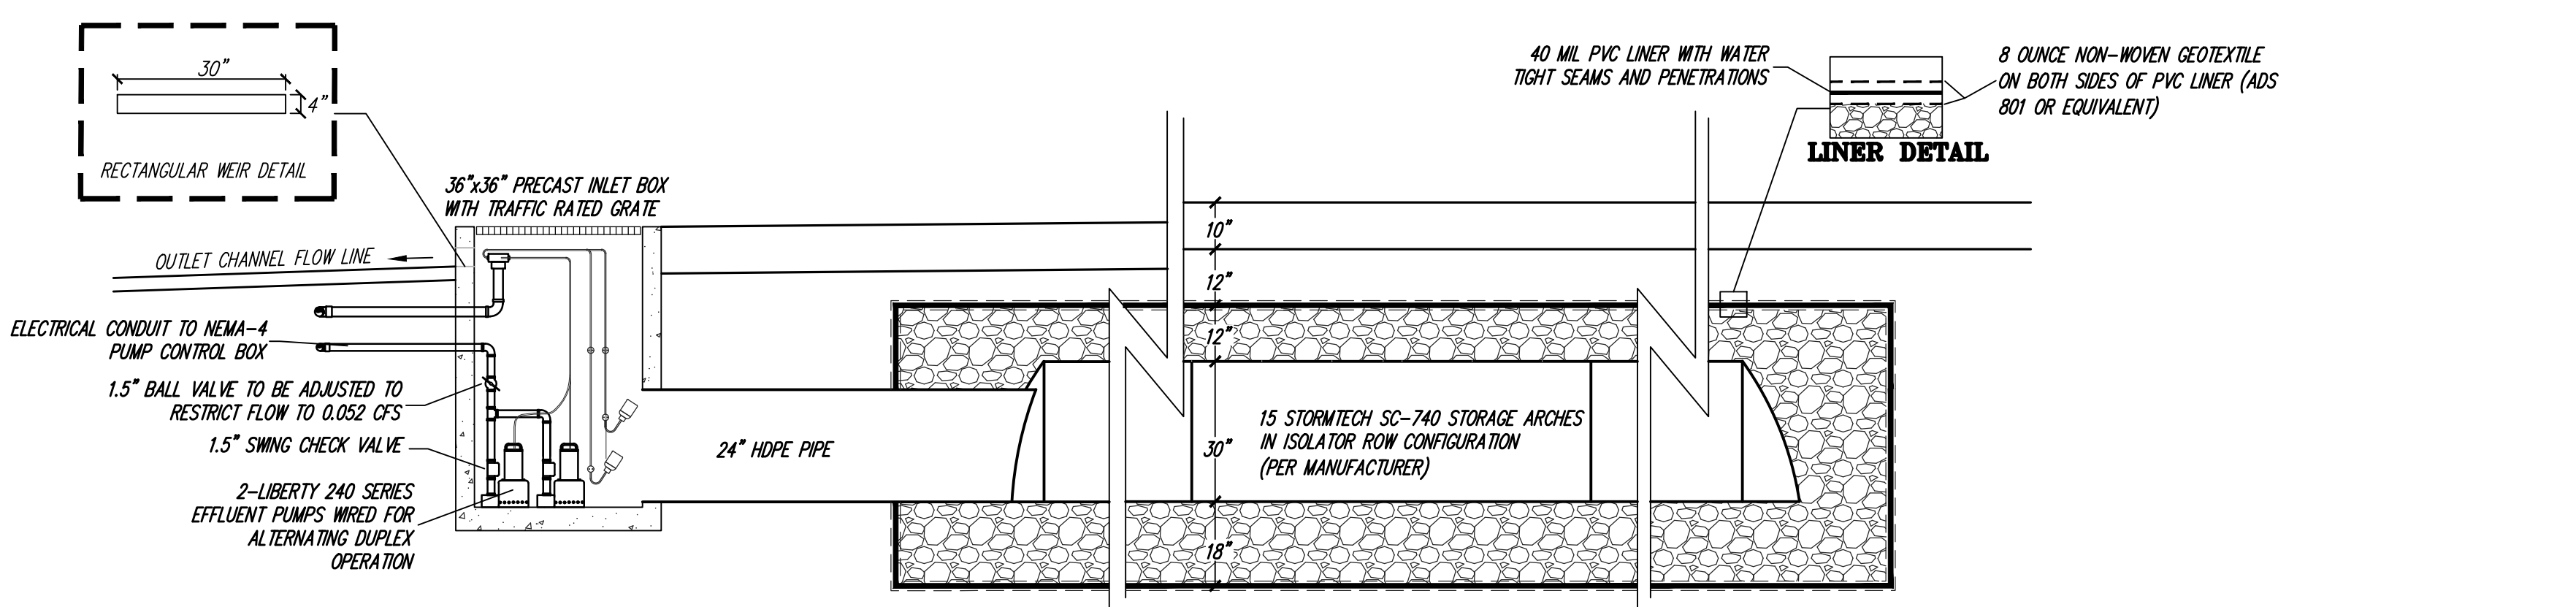 30"
4"
RECTANGULAR WEIR DETAIL
36"x36" PRECAST INLET BOX
WITH TRAFFIC RATED GRATE
OUTLET CHANNEL FLOW LINE
ELECTRICAL CONDUIT TO NEMA-4
PUMP CONTROL BOX
1.5" BALL VALVE TO BE ADJUSTED TO
RESTRICT FLOW TO 0.052 CFS
1.5" SWING CHECK VALVE
2-LIBERTY 240 SERIES
EFFLUENT PUMPS WIRED FOR
ALTERNATING DUPLEX
OPERATION
24" HDPE PIPE
10"
12"
12"
30"
18"
15 STORMTECH SC-740 STORAGE ARCHES
IN ISOLATOR ROW CONFIGURATION
(PER MANUFACTURER)
40 MIL PVC LINER WITH WATER
TIGHT SEAMS AND PENETRATIONS
8 OUNCE NON-WOVEN GEOTEXTILE
ON BOTH SIDES OF PVC LINER (ADS
801 OR EQUIVALENT)
LINER DETAIL